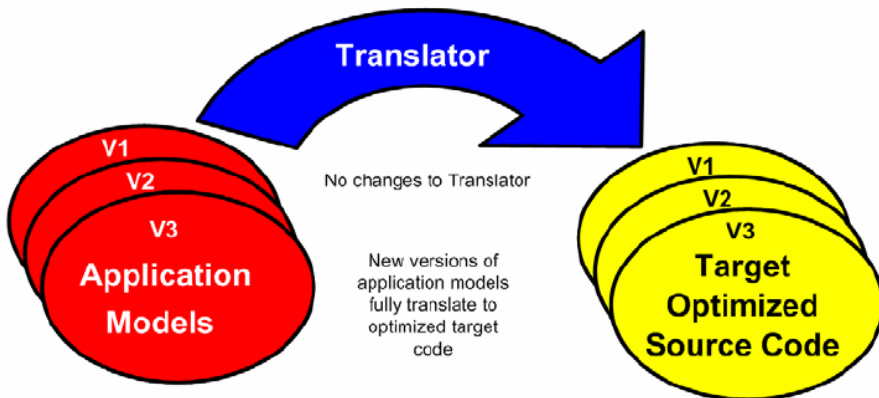 Translator
V1
V2
V3
Application
Models
No changes to Translator
New versions of
application models
fully translate to
optimized target
code
V1
V2
V3
Target
Optimized
Source Code